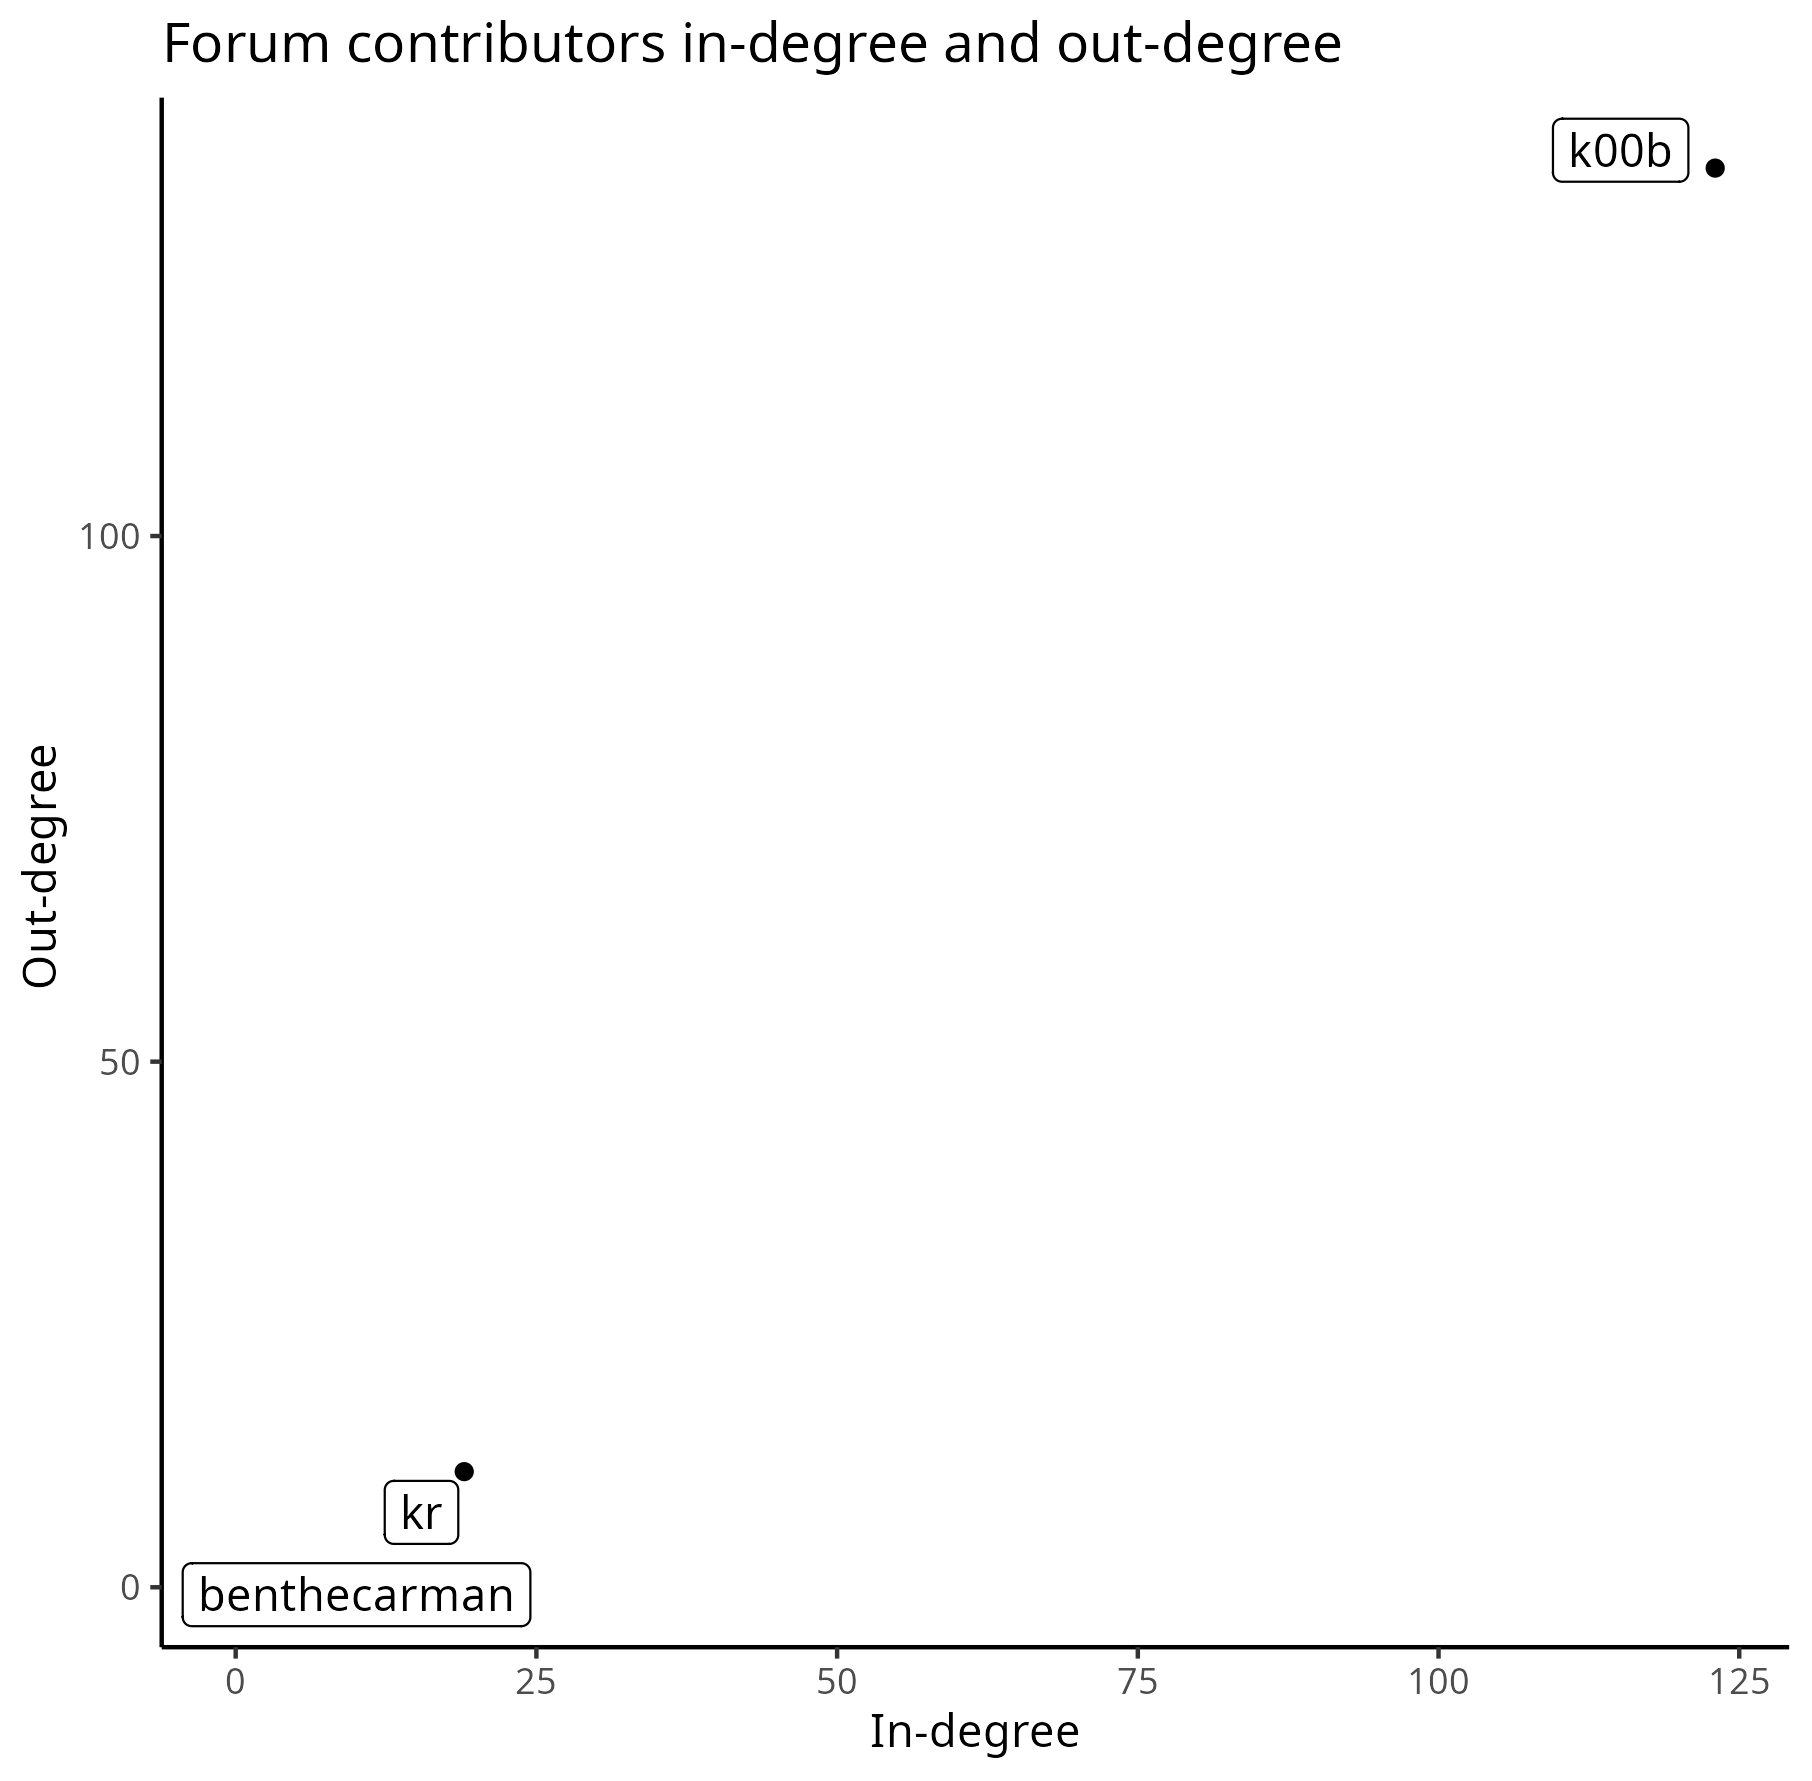 Forum contributors in-degree and out-degree
k00b
100
Out-degree
50
kr
benthecarman
0
0 25 50 75 100 125
In-degree